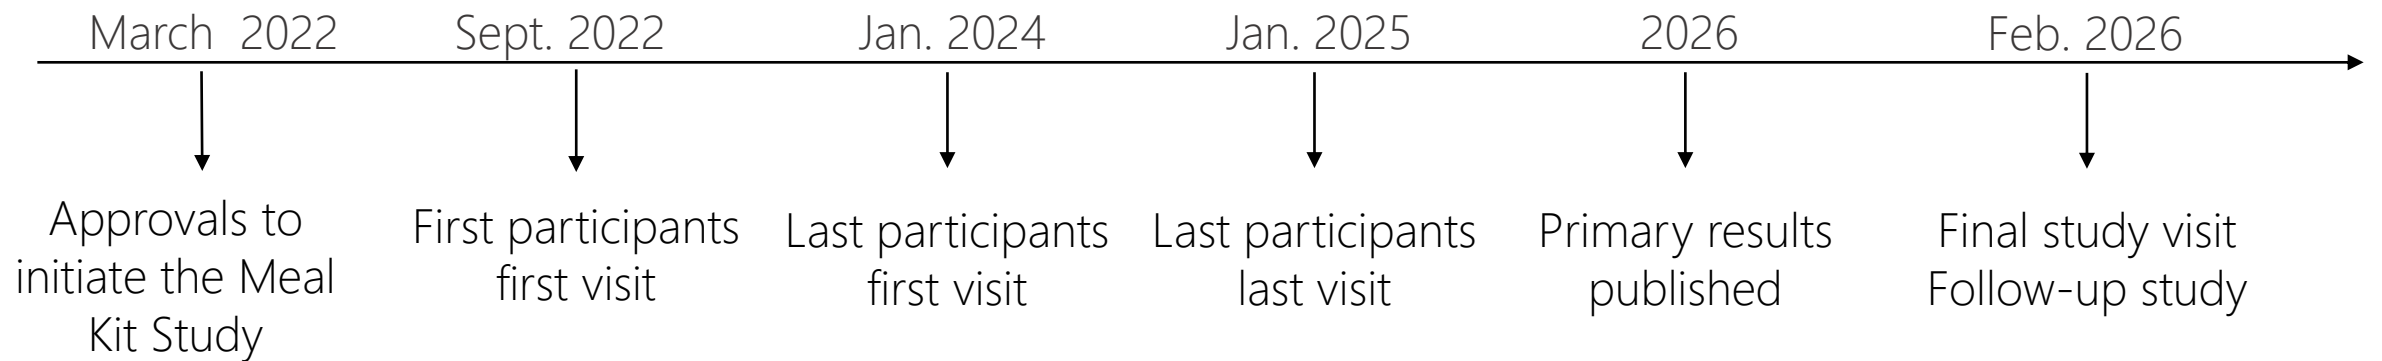 March 2022
Sept. 2022
Jan. 2024
Jan. 2025
2026
Feb. 2026
Approvals to
initiate the Meal
Kit Study
First participants
first visit
Last participants
first visit
Last participants
last visit
Primary results
published
Final study visit
Follow-up study